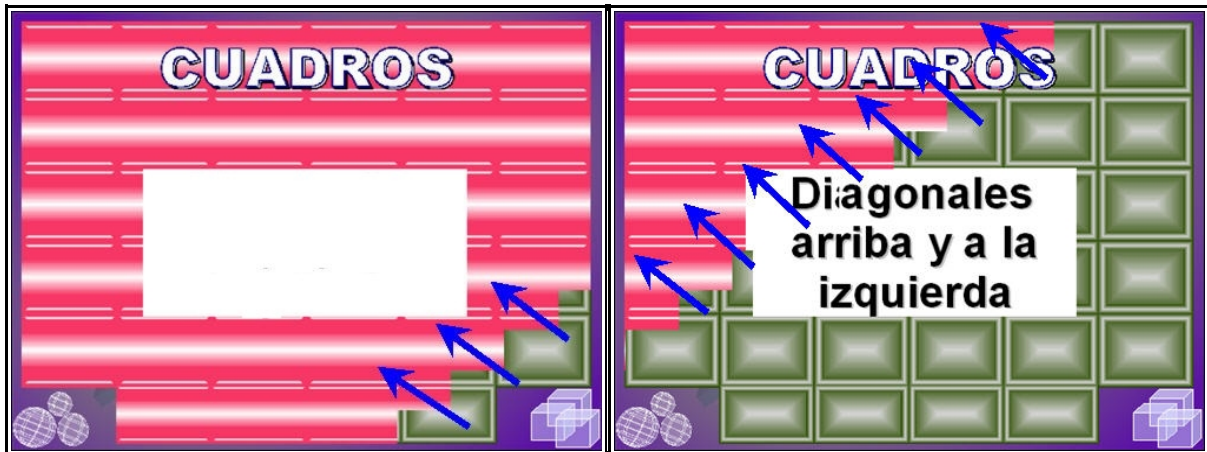 CUADROS
CUADROS
Diagonales
arriba y a la
izquierda